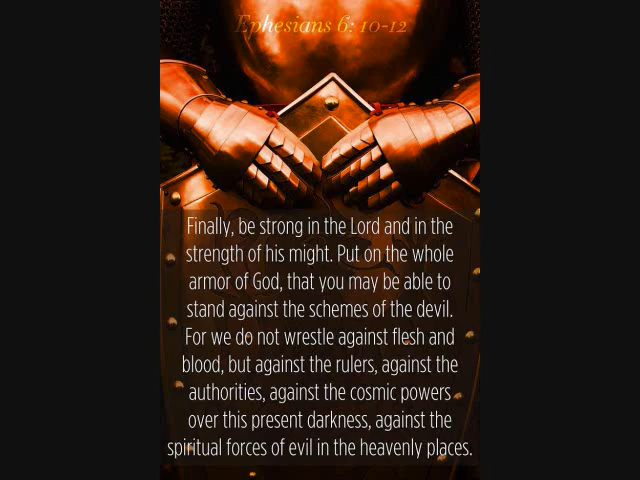 Ephesians 6: 10-12
Finally, be strong in the Lord and in the
strength of his might. Put on the whole
armor of God, that you may be able to
stand against the schemes of the devil.
For we do not wrestle against flesh and
blood, but against the rulers, against the
authorities, against the cosmic powers
over this present darkness, against the
spiritual forces of evil in the heavenly places.